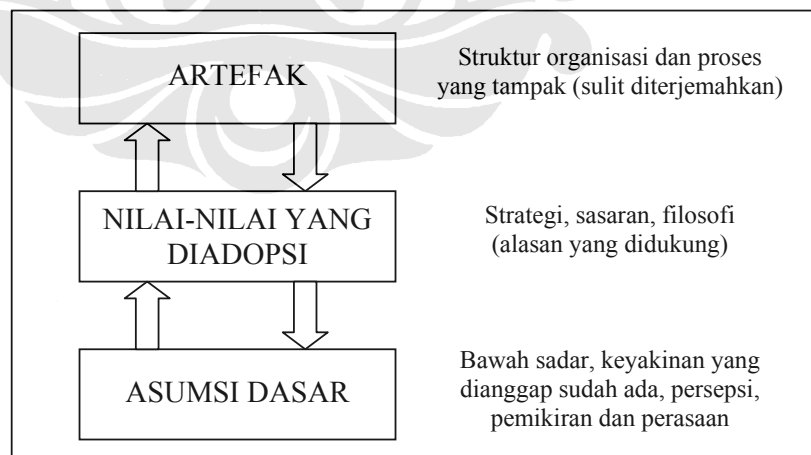 ARTEFAK
Struktur organisasi dan proses
yang tampak (sulit diterjemahkan)
NILAI-NILAI YANG
DIADOPSI
Strategi, sasaran, filosofi
(alasan yang didukung)
ASUMSI DASAR
Bawah sadar, keyakinan yang
dianggap sudah ada, persepsi,
pemikiran dan perasaan